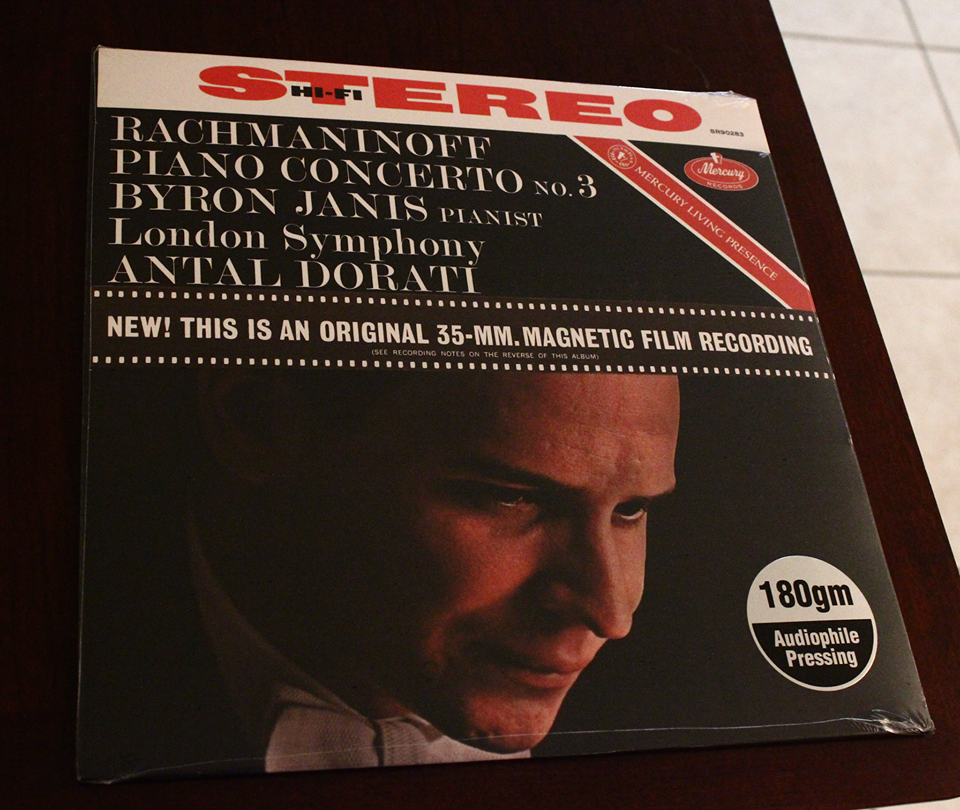 STEREO
HI-FI
SR90283
RACHMANINOFF
PIANO CONCERTO NO. 3
BYRON JANIS PIANIST
London Symphony
ANTAL DORATI
MERCURY LIVING PRESENCE
Mercury
RECORDS
NEW! THIS IS AN ORIGINAL 35-MM. MAGNETIC FILM RECORDING
(SEE RECORDING NOTES ON THE REVERSE OF THIS ALBUM)
180gm
Audiophile
Pressing